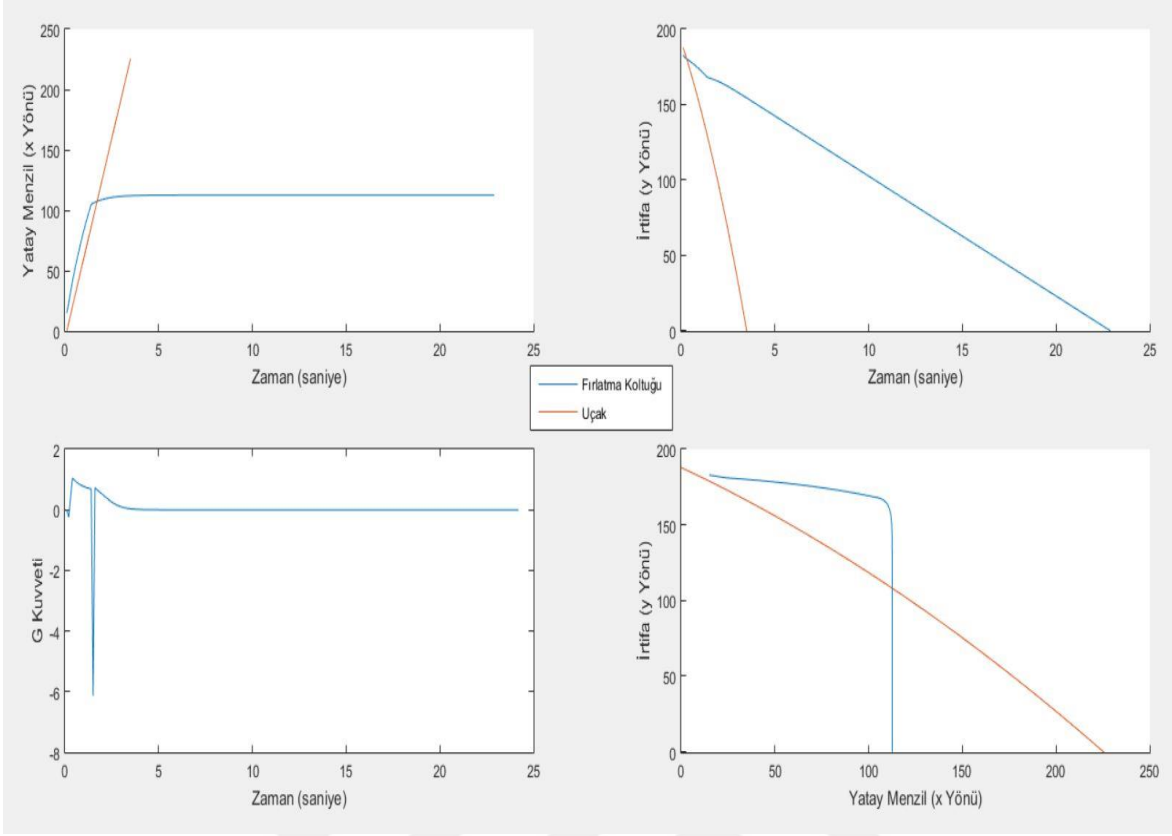 250
200
150
100
50
0
Yatay Menzil (x Yönü)
0 5 10 15 20 25
Zaman (saniye)
200
150
100
50
0
İrtifa (y Yönü)
0 5 10 15 20 25
Zaman (saniye)
Fırlatma Koltuğu
Uçak
2
0
-2
-4
-6
-8
G Kuvveti
0 5 10 15 20 25
Zaman (saniye)
200
150
100
50
0
İrtifa (y Yönü)
0 50 100 150 200 250
Yatay Menzil (x Yönü)